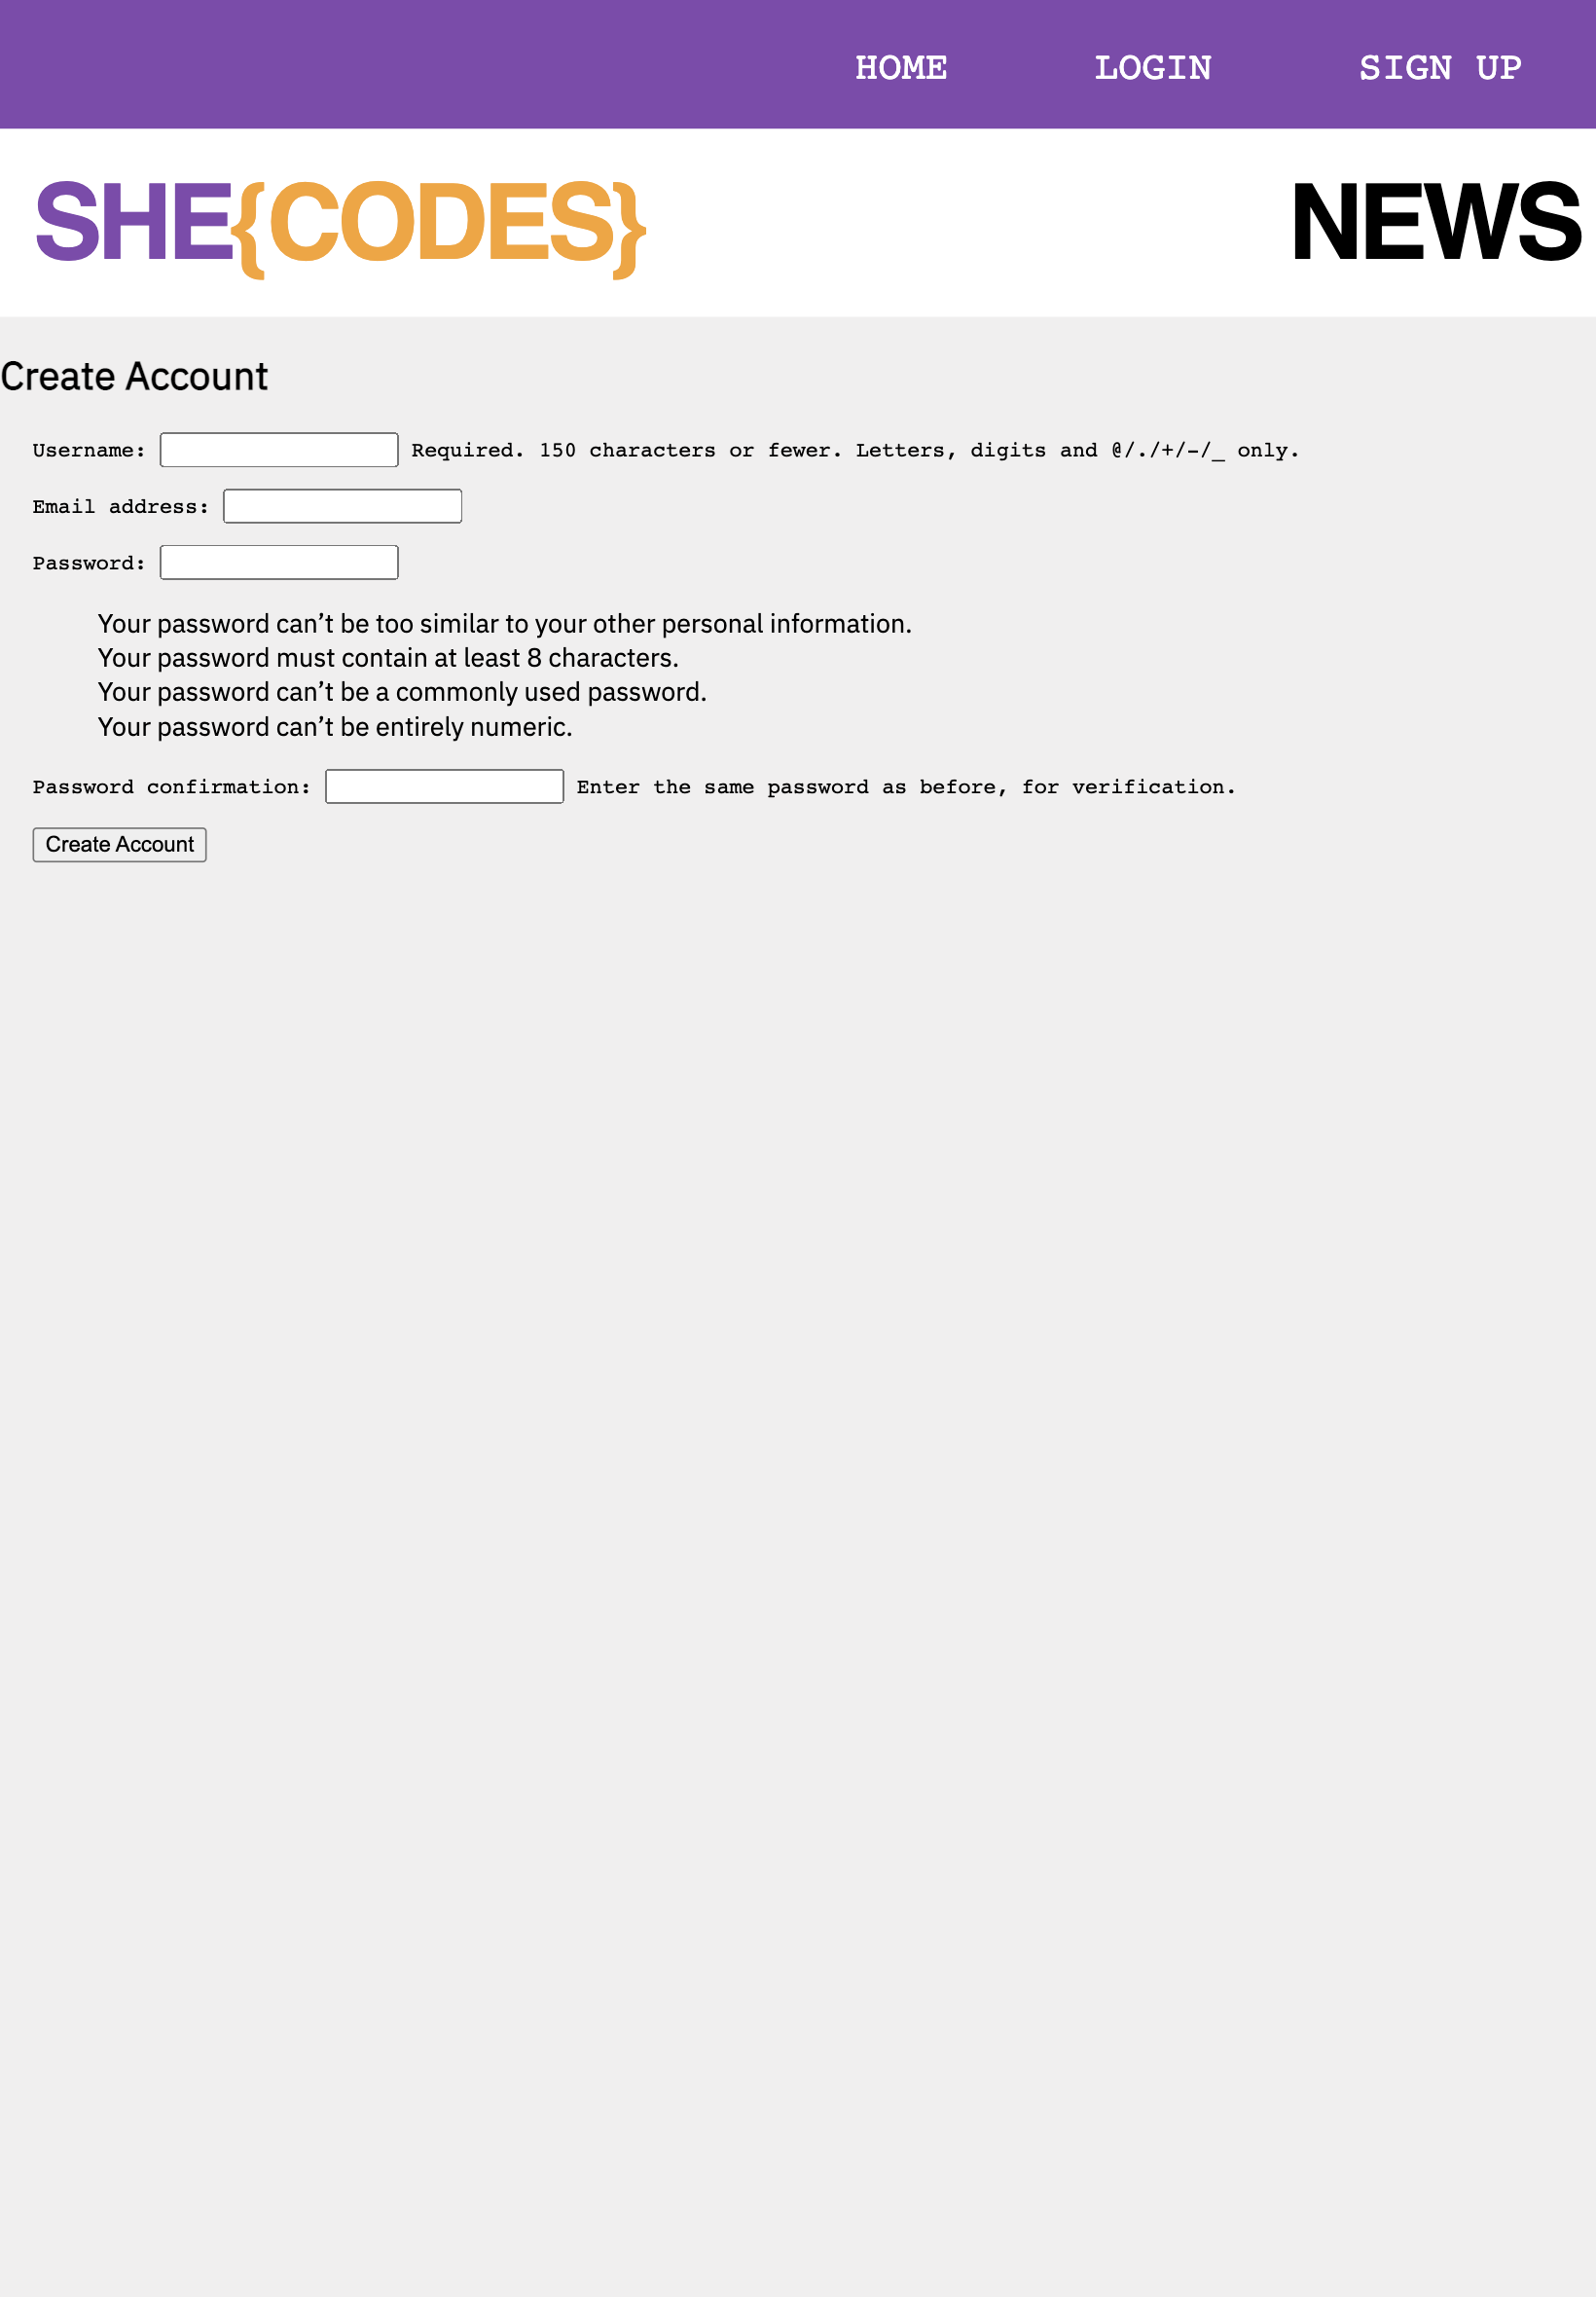 HOME LOGIN SIGN UP
SHE{CODES} NEWS
Create Account
Username: Required. 150 characters or fewer. Letters, digits and @/./+/-/_ only.
Email address:
Password:
Your password can’t be too similar to your other personal information.
Your password must contain at least 8 characters.
Your password can’t be a commonly used password.
Your password can’t be entirely numeric.
Password confirmation: Enter the same password as before, for verification.
Create Account